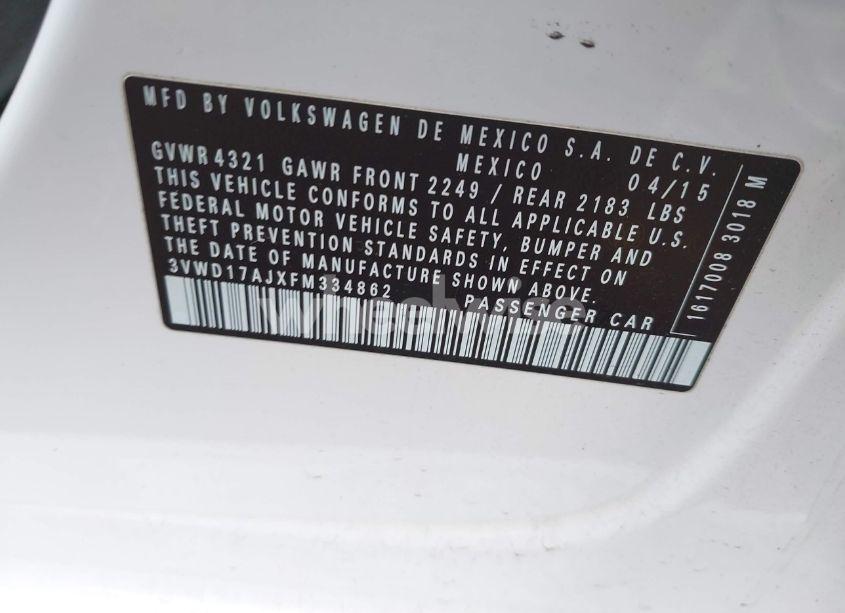 MFD BY VOLKSWAGEN DE MEXICO S.A. DE C.V.
MEXICO 04/15
GVWR 4321 GAWR FRONT 2249 / REAR 2183 LBS
THIS VEHICLE CONFORMS TO ALL APPLICABLE U.S.
FEDERAL MOTOR VEHICLE SAFETY, BUMPER AND
THEFT PREVENTION STANDARDS IN EFFECT ON
THE DATE OF MANUFACTURE SHOWN ABOVE.
3VWD17AJXFM334862 PASSENGER CAR
1617008 3018 M
wheelwire